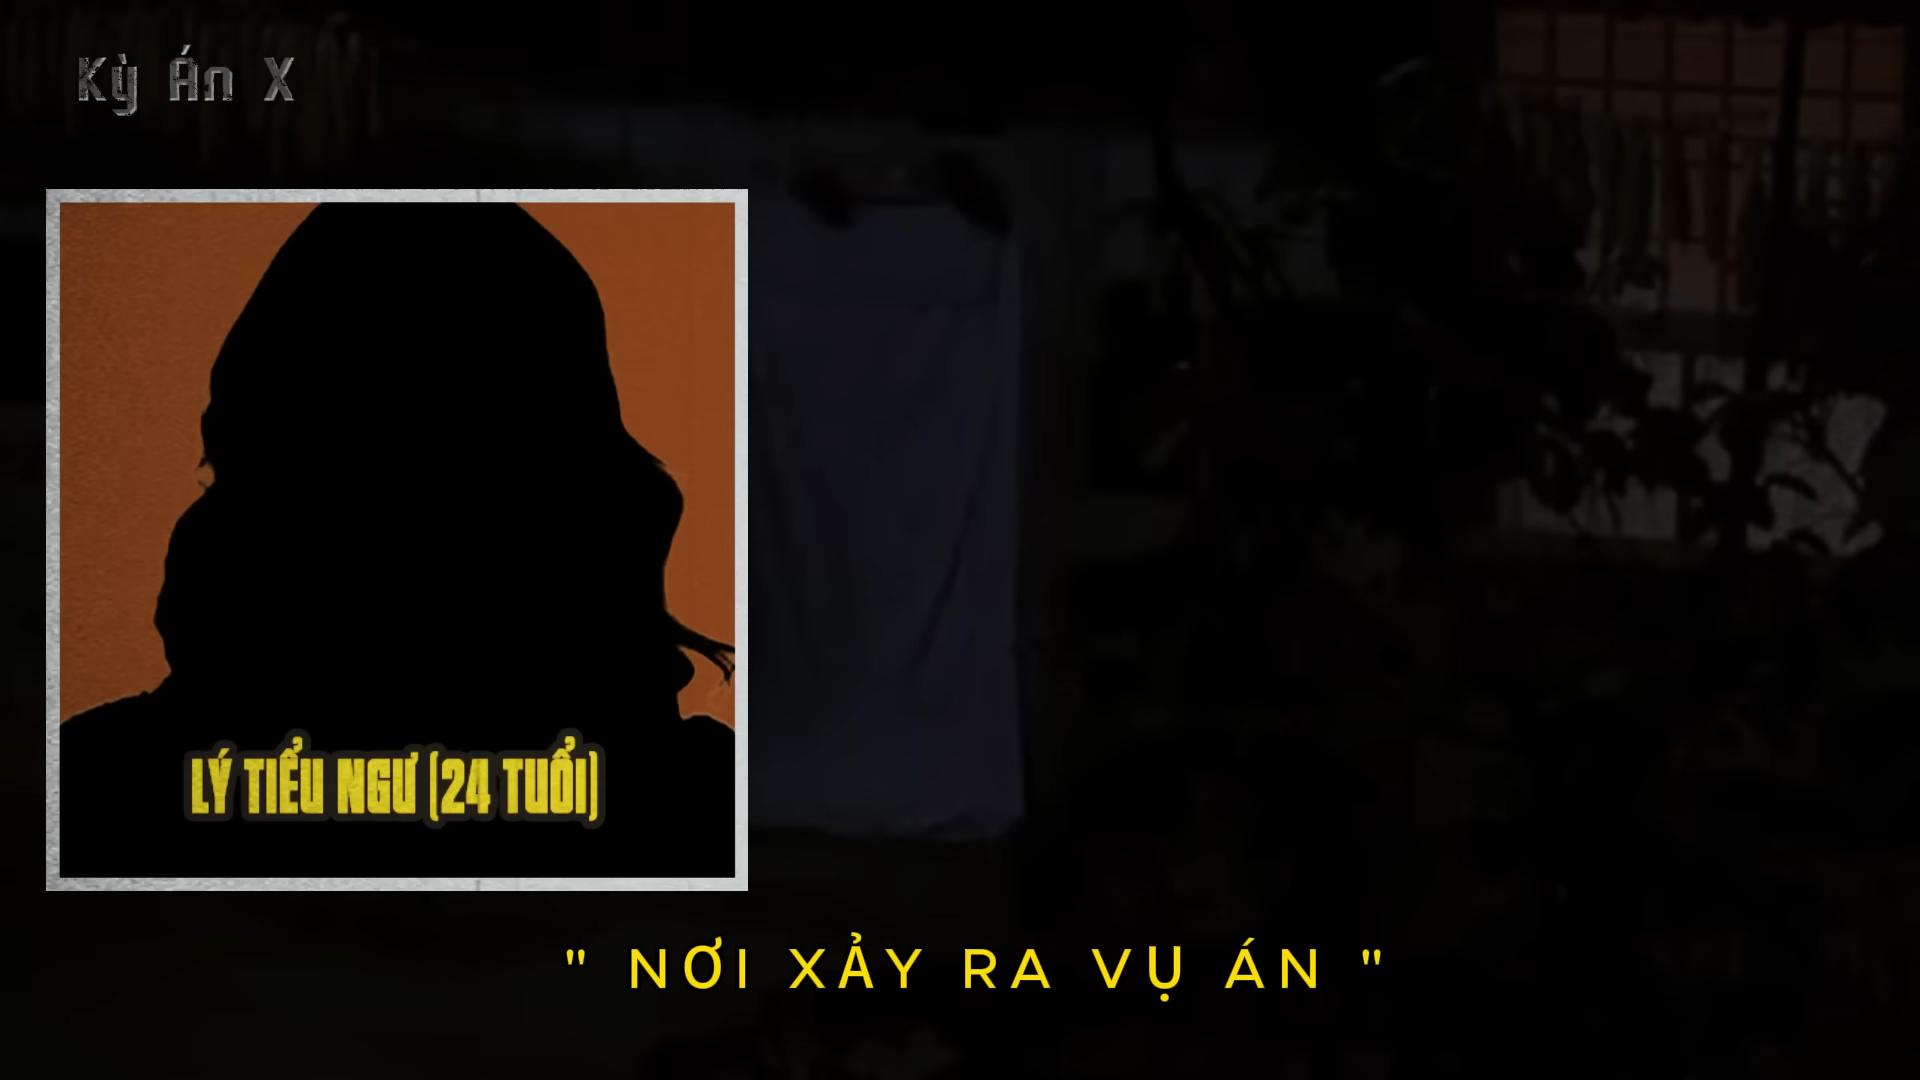 Kỳ Án X
LÝ TIỂU NGƯ (24 TUỔI)
" NƠI XẢY RA VỤ ÁN "